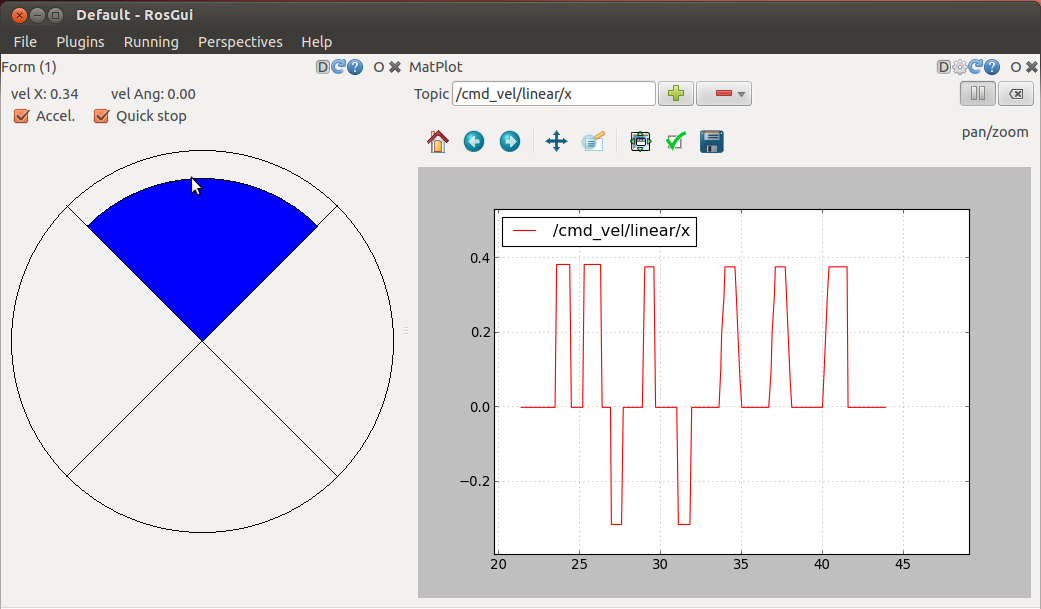 Default - RosGui
File Plugins Running Perspectives Help
Form (1) D ? O
MatPlot D ? O
vel X: 0.34 vel Ang: 0.00
Accel. Quick stop
Topic /cmd_vel/linear/x
pan/zoom
/cmd_vel/linear/x
0.4
0.2
0.0
−0.2
20 25 30 35 40 45